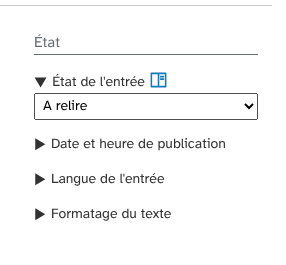 État
État de l'entrée
A relire
Date et heure de publication
Langue de l'entrée
Formatage du texte